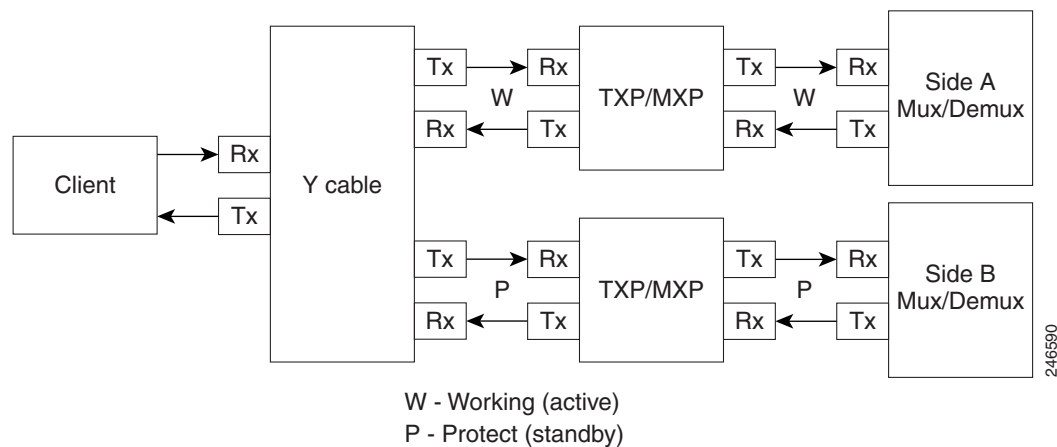 Tx
Rx
Tx
Rx
W
TXP/MXP
W
Side A
Mux/Demux
Rx
Tx
Rx
Tx
Rx
Client
Y cable
Tx
Tx
Rx
Tx
Rx
P
TXP/MXP
P
Side B
Mux/Demux
Rx
Tx
Rx
Tx
246590
W - Working (active)
P - Protect (standby)